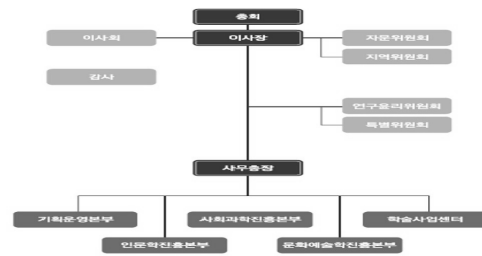 총회
이사회
이사장
자문위원회
지역위원회
감사
연구윤리위원회
특별위원회
사무총장
기획운영본부
사회과학진흥본부
학술사업센터
인문학진흥본부
문화예술학진흥본부